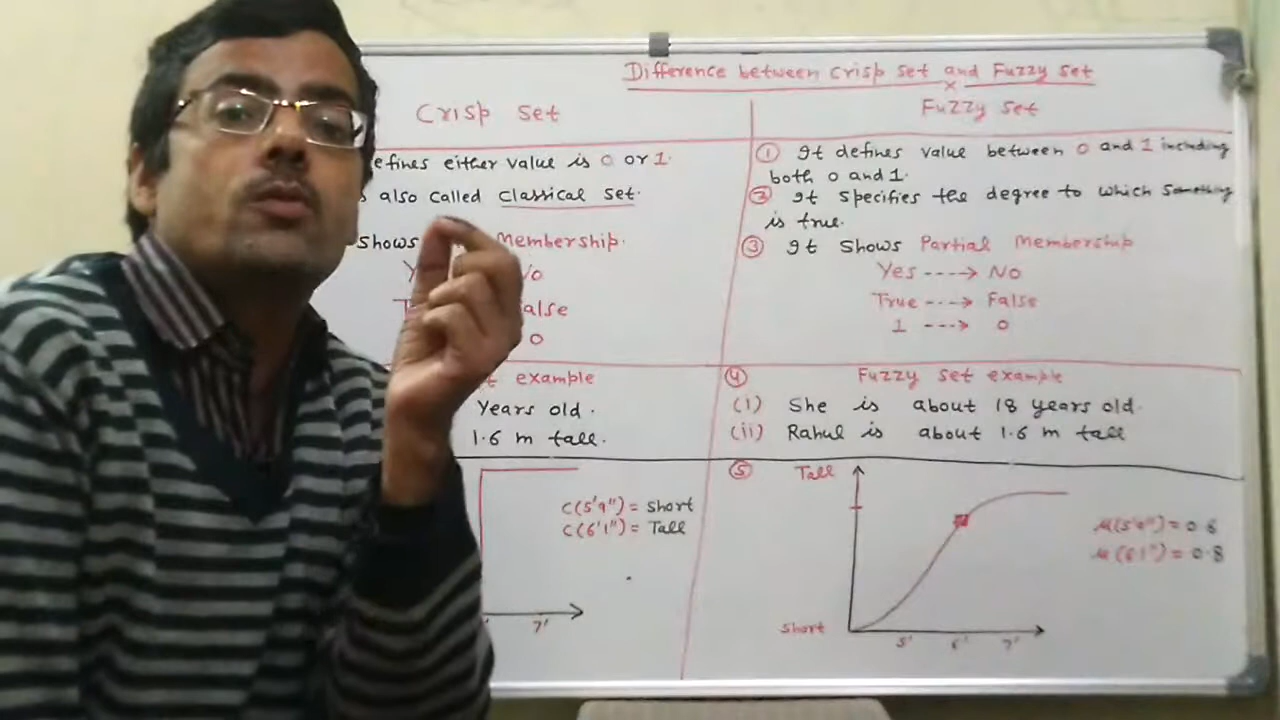 Difference between Crisp set and Fuzzy set
Crisp set
efines either value is 0 or 1.
also called Classical set.
shows Membership.
No
alse
0
example
Years old.
1.6 m tall.
C(5'9") = short
C(6'1") = Tall
7'
Fuzzy set
① It defines value between 0 and 1 including
both 0 and 1.
② It specifies the degree to which something
is true.
③ It shows Partial Membership
Yes ----> No
True ---> False
1 ---> 0
④ Fuzzy set example
(i) She is about 18 years old.
(ii) Rahul is about 1.6 m tall
⑤ Tall
μ(5'9") = 0.6
μ(6'1") = 0.8
short
5' 6' 7'